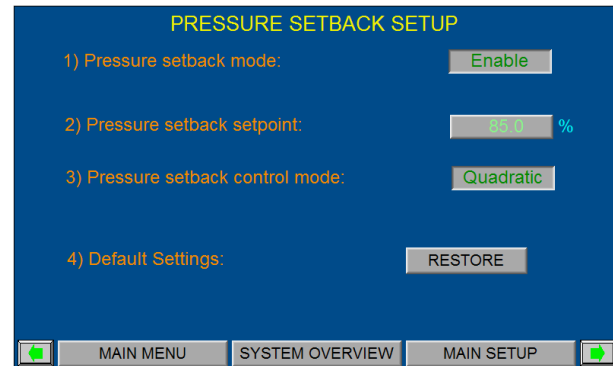 PRESSURE SETBACK SETUP
1) Pressure setback mode: Enable
2) Pressure setback setpoint: 85.0 %
3) Pressure setback control mode: Quadratic
4) Default Settings: RESTORE
MAIN MENU SYSTEM OVERVIEW MAIN SETUP